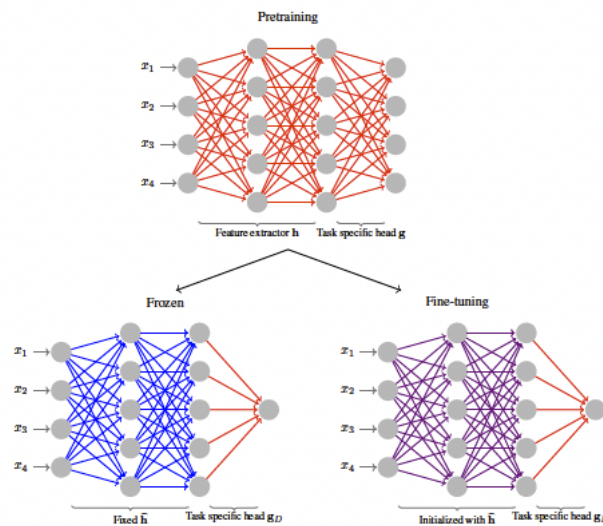 Pretraining
x₁
x₂
x₃
x₄
Feature extractor h Task specific head g
Frozen
Fine-tuning
x₁
x₂
x₃
x₄
Fixed h̄ Task specific head g_D
x₁
x₂
x₃
x₄
Initialized with h̄ Task specific head g